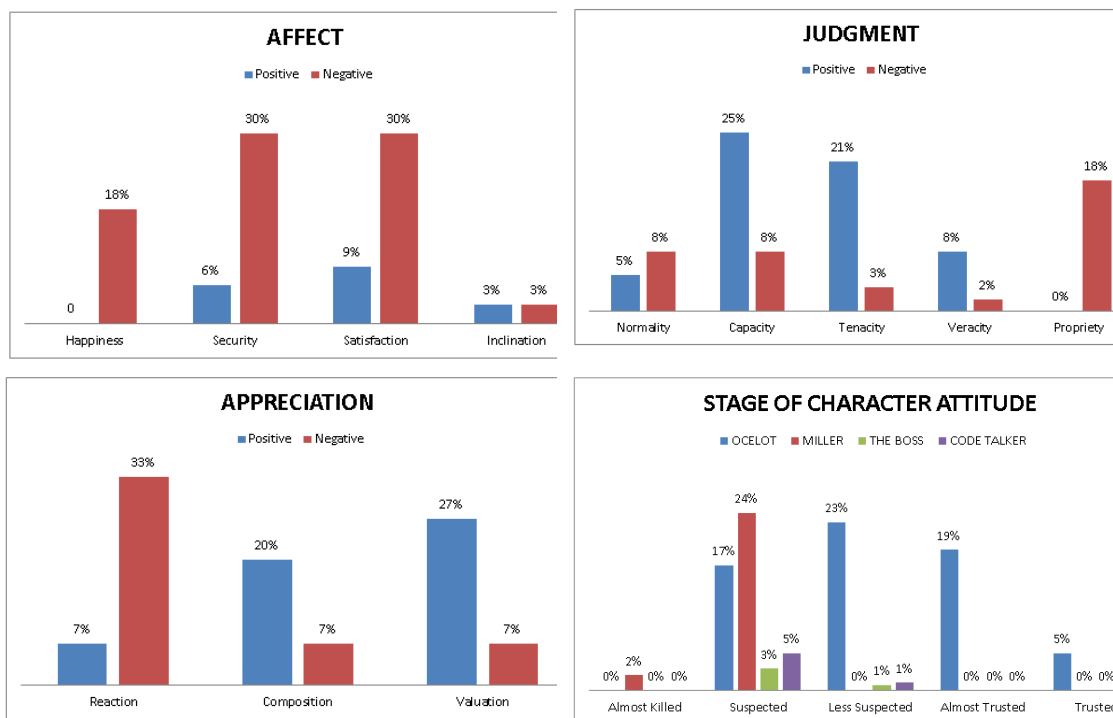 AFFECT
Positive Negative
30% 30%
18%
9%
6%
3% 3%
0
Happiness Security Satisfaction Inclination
JUDGMENT
Positive Negative
25%
21%
18%
8% 8% 8%
5%
3%
2%
0%
Normality Capacity Tenacity Veracity Propriety
APPRECIATION
Positive Negative
33%
27%
20%
7% 7% 7%
Reaction Composition Valuation
STAGE OF CHARACTER ATTITUDE
OCELOT MILLER THE BOSS CODE TALKER
24%
23%
19%
17%
5% 5%
3%
2%
1% 1%
0% 0% 0% 0% 0% 0% 0% 0% 0%
Almost Killed Suspected Less Suspected Almost Trusted Trusted